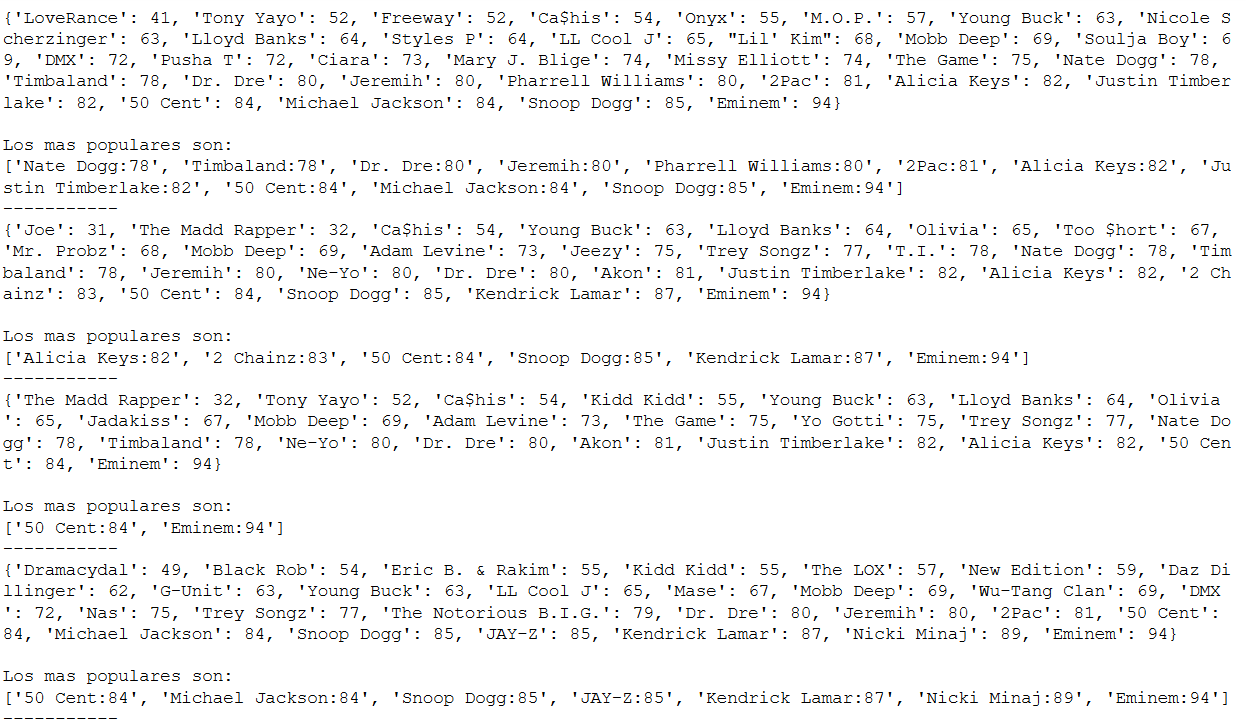 {'LoveRance': 41, 'Tony Yayo': 52, 'Freeway': 52, 'Ca$his': 54, 'Onyx': 55, 'M.O.P.': 57, 'Young Buck': 63, 'Nicole S
cherzinger': 63, 'Lloyd Banks': 64, 'Styles P': 64, 'LL Cool J': 65, "Lil' Kim": 68, 'Mobb Deep': 69, 'Soulja Boy': 6
9, 'DMX': 72, 'Pusha T': 72, 'Ciara': 73, 'Mary J. Blige': 74, 'Missy Elliott': 74, 'The Game': 75, 'Nate Dogg': 78,
'Timbaland': 78, 'Dr. Dre': 80, 'Jeremih': 80, 'Pharrell Williams': 80, '2Pac': 81, 'Alicia Keys': 82, 'Justin Timber
lake': 82, '50 Cent': 84, 'Michael Jackson': 84, 'Snoop Dogg': 85, 'Eminem': 94}

Los mas populares son:
['Nate Dogg:78', 'Timbaland:78', 'Dr. Dre:80', 'Jeremih:80', 'Pharrell Williams:80', '2Pac:81', 'Alicia Keys:82', 'Ju
stin Timberlake:82', '50 Cent:84', 'Michael Jackson:84', 'Snoop Dogg:85', 'Eminem:94']
-----------
{'Joe': 31, 'The Madd Rapper': 32, 'Ca$his': 54, 'Young Buck': 63, 'Lloyd Banks': 64, 'Olivia': 65, 'Too $hort': 67,
'Mr. Probz': 68, 'Mobb Deep': 69, 'Adam Levine': 73, 'Jeezy': 75, 'Trey Songz': 77, 'T.I.': 78, 'Nate Dogg': 78, 'Tim
baland': 78, 'Jeremih': 80, 'Ne-Yo': 80, 'Dr. Dre': 80, 'Akon': 81, 'Justin Timberlake': 82, 'Alicia Keys': 82, '2 Ch
ainz': 83, '50 Cent': 84, 'Snoop Dogg': 85, 'Kendrick Lamar': 87, 'Eminem': 94}

Los mas populares son:
['Alicia Keys:82', '2 Chainz:83', '50 Cent:84', 'Snoop Dogg:85', 'Kendrick Lamar:87', 'Eminem:94']
-----------
{'The Madd Rapper': 32, 'Tony Yayo': 52, 'Ca$his': 54, 'Kidd Kidd': 55, 'Young Buck': 63, 'Lloyd Banks': 64, 'Olivia
': 65, 'Jadakiss': 67, 'Mobb Deep': 69, 'Adam Levine': 73, 'The Game': 75, 'Yo Gotti': 75, 'Trey Songz': 77, 'Nate Do
gg': 78, 'Timbaland': 78, 'Ne-Yo': 80, 'Dr. Dre': 80, 'Akon': 81, 'Justin Timberlake': 82, 'Alicia Keys': 82, '50 Cen
t': 84, 'Eminem': 94}

Los mas populares son:
['50 Cent:84', 'Eminem:94']
-----------
{'Dramacydal': 49, 'Black Rob': 54, 'Eric B. & Rakim': 55, 'Kidd Kidd': 55, 'The LOX': 57, 'New Edition': 59, 'Daz Di
llinger': 62, 'G-Unit': 63, 'Young Buck': 63, 'LL Cool J': 65, 'Mase': 67, 'Mobb Deep': 69, 'Wu-Tang Clan': 69, 'DMX
': 72, 'Nas': 75, 'Trey Songz': 77, 'The Notorious B.I.G.': 79, 'Dr. Dre': 80, 'Jeremih': 80, '2Pac': 81, '50 Cent':
84, 'Michael Jackson': 84, 'Snoop Dogg': 85, 'JAY-Z': 85, 'Kendrick Lamar': 87, 'Nicki Minaj': 89, 'Eminem': 94}

Los mas populares son:
['50 Cent:84', 'Michael Jackson:84', 'Snoop Dogg:85', 'JAY-Z:85', 'Kendrick Lamar:87', 'Nicki Minaj:89', 'Eminem:94']
-----------